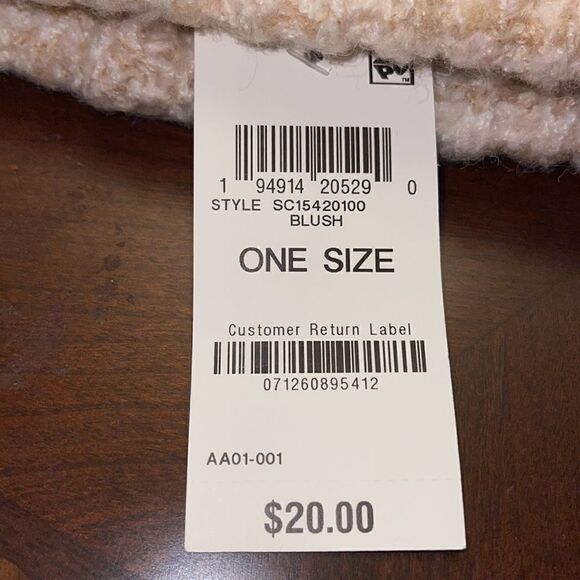 1 94914 20529 0
STYLE SC15420100
BLUSH
ONE SIZE
Customer Return Label
071260895412
AA01-001
$20.00